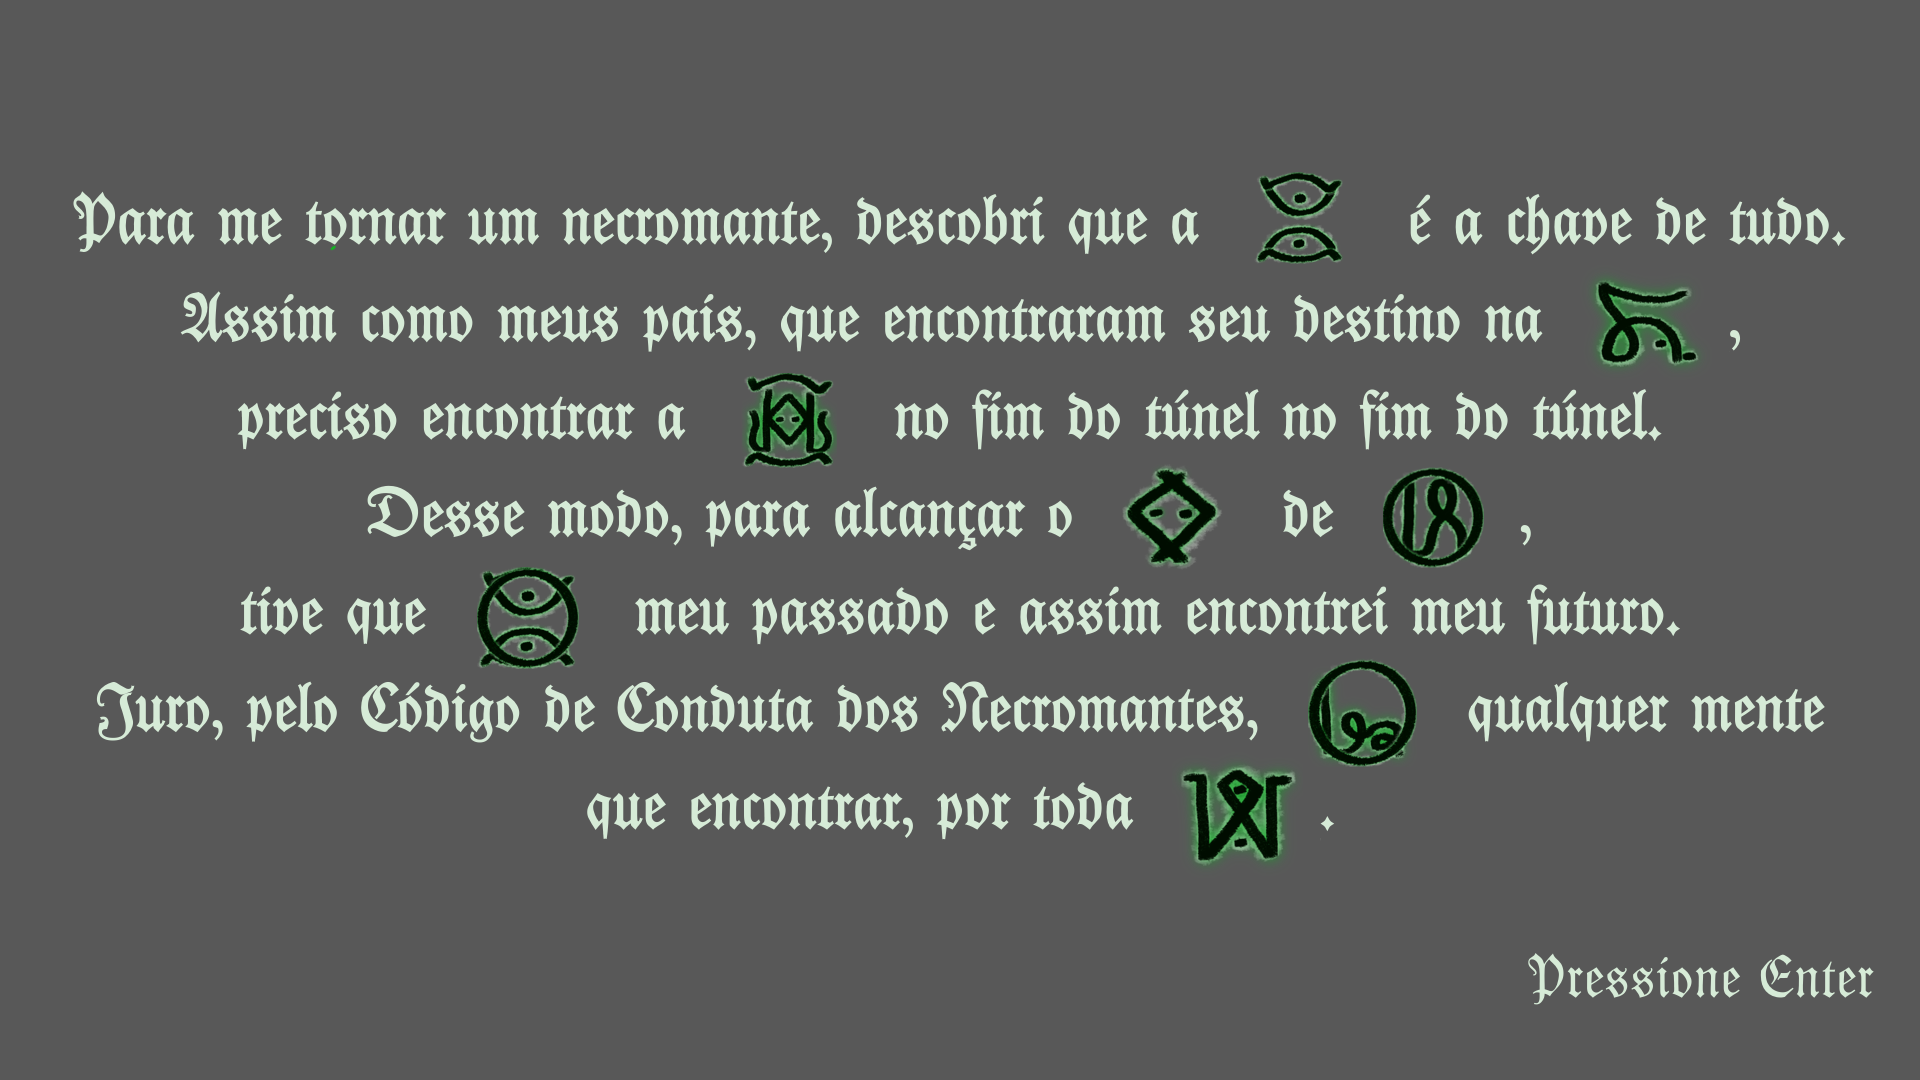 Para me tornar um necromante, descobri que a é a chave de tudo.
Assim como meus pais, que encontraram seu destino na ,
preciso encontrar a no fim do túnel no fim do túnel.
Desse modo, para alcançar o de ,
tive que meu passado e assim encontrei meu futuro.
Juro, pelo Código de Conduta dos Necromantes, qualquer mente
que encontrar, por toda .
Pressione Enter